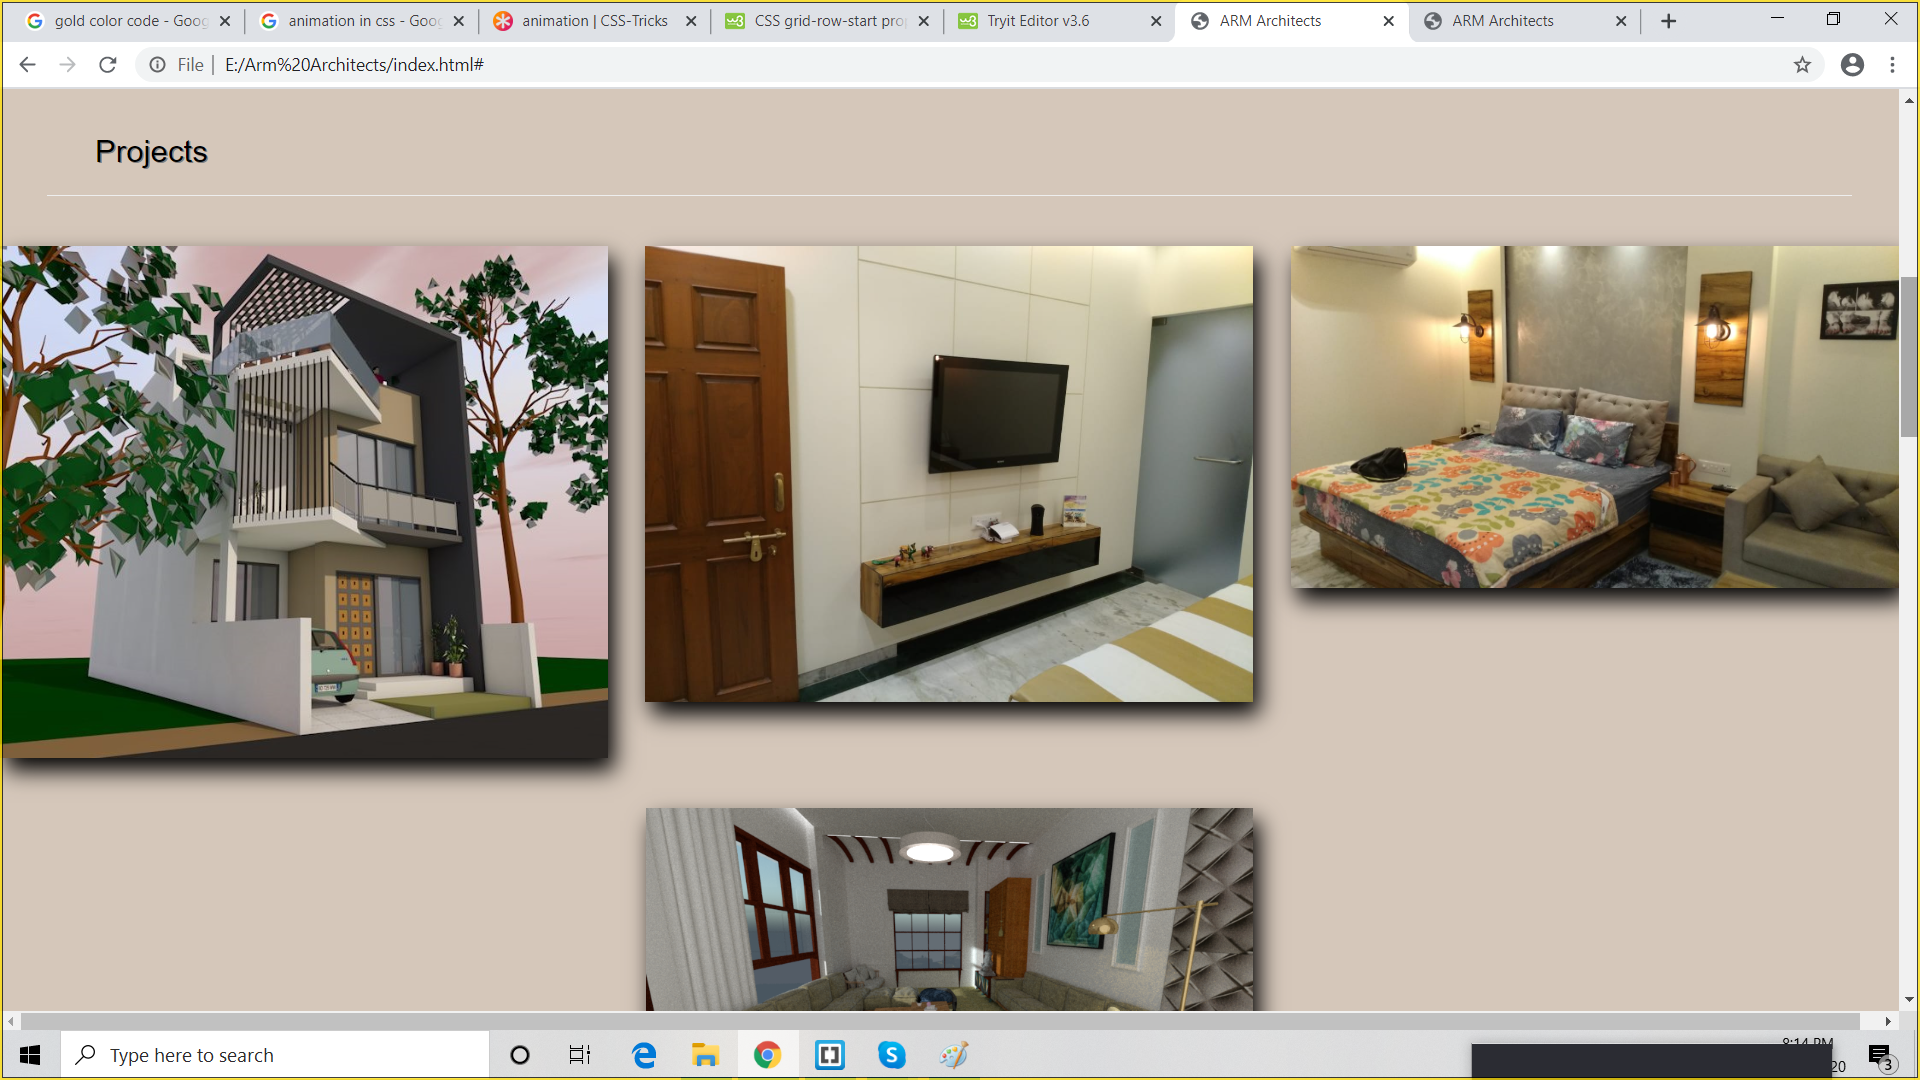 gold color code - Goog
animation in css - Goog
animation | CSS-Tricks
CSS grid-row-start pro
Tryit Editor v3.6
ARM Architects
ARM Architects
File
E:/Arm%20Architects/index.html#
Projects
Type here to search
8:14 PM
20
3